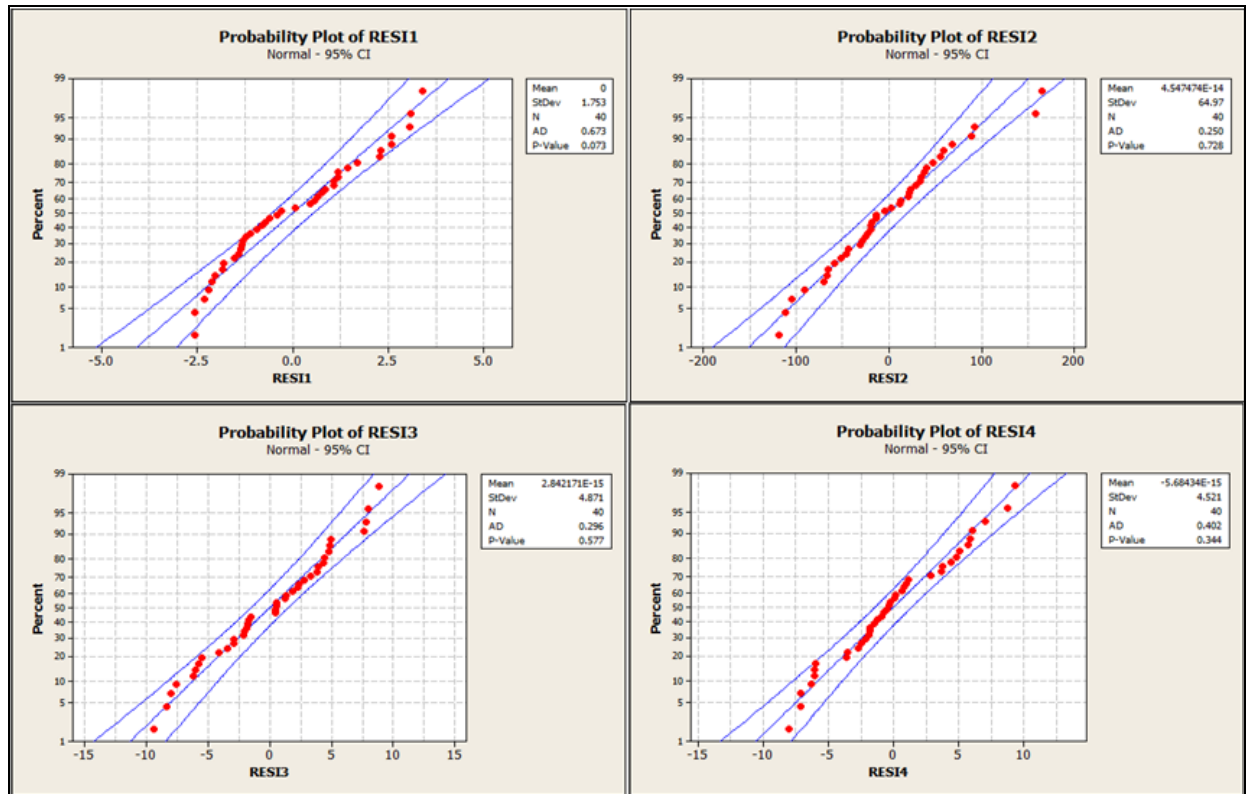 Probability Plot of RESI1
Normal - 95% CI
99
95
90
80
70
60
50
40
30
20
10
5
1
Percent
-5.0
-2.5
0.0
2.5
5.0
RESI1
Mean 0
StDev 1.753
N 40
AD 0.673
P-Value 0.073
Probability Plot of RESI2
Normal - 95% CI
99
95
90
80
70
60
50
40
30
20
10
5
1
Percent
-200
-100
0
100
200
RESI2
Mean 4.547474E-14
StDev 64.97
N 40
AD 0.250
P-Value 0.728
Probability Plot of RESI3
Normal - 95% CI
99
95
90
80
70
60
50
40
30
20
10
5
1
Percent
-15
-10
-5
0
5
10
15
RESI3
Mean 2.842171E-15
StDev 4.871
N 40
AD 0.296
P-Value 0.577
Probability Plot of RESI4
Normal - 95% CI
99
95
90
80
70
60
50
40
30
20
10
5
1
Percent
-15
-10
-5
0
5
10
RESI4
Mean -5.68434E-15
StDev 4.521
N 40
AD 0.402
P-Value 0.344